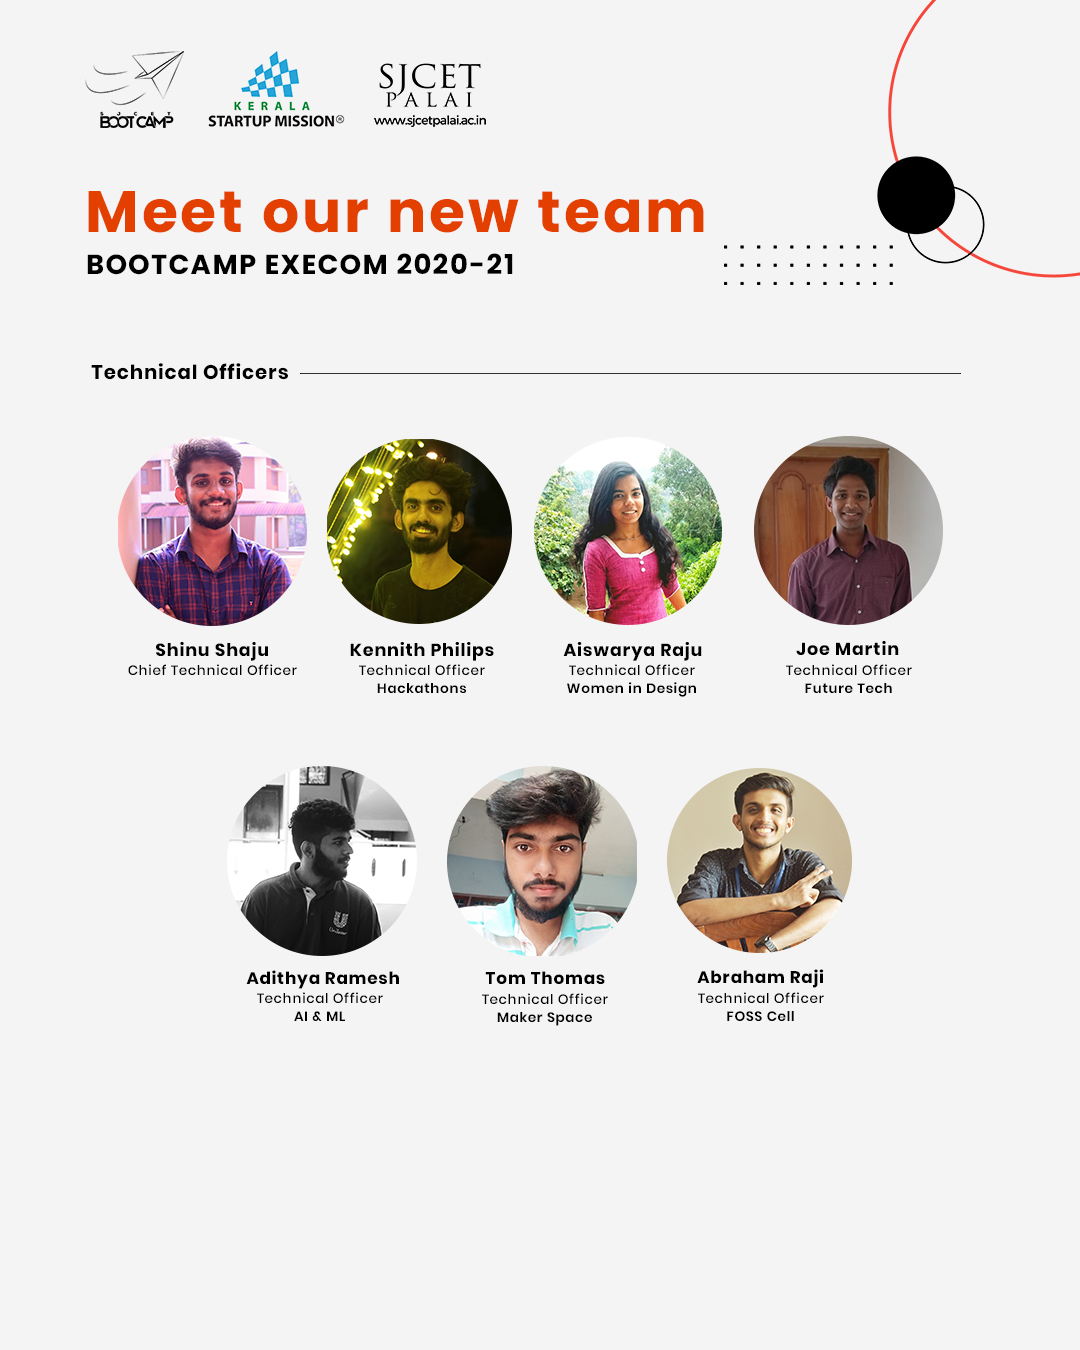 BOOTCAMP
KERALA
STARTUP MISSION®
SJCET
PALAI
www.sjcetpalai.ac.in
Meet our new team
BOOTCAMP EXECOM 2020-21
Technical Officers
Shinu Shaju
Chief Technical Officer
Kennith Philips
Technical Officer
Hackathons
Aiswarya Raju
Technical Officer
Women in Design
Joe Martin
Technical Officer
Future Tech
Adithya Ramesh
Technical Officer
AI & ML
Tom Thomas
Technical Officer
Maker Space
Abraham Raji
Technical Officer
FOSS Cell